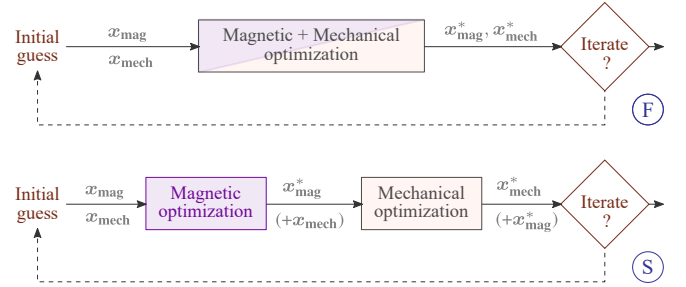 Initial
guess
x_mag
x_mech
Magnetic + Mechanical
optimization
x*_mag, x*_mech
Iterate
?
F
Initial
guess
x_mag
x_mech
Magnetic
optimization
x*_mag
(+x_mech)
Mechanical
optimization
x*_mech
(+x*_mag)
Iterate
?
S